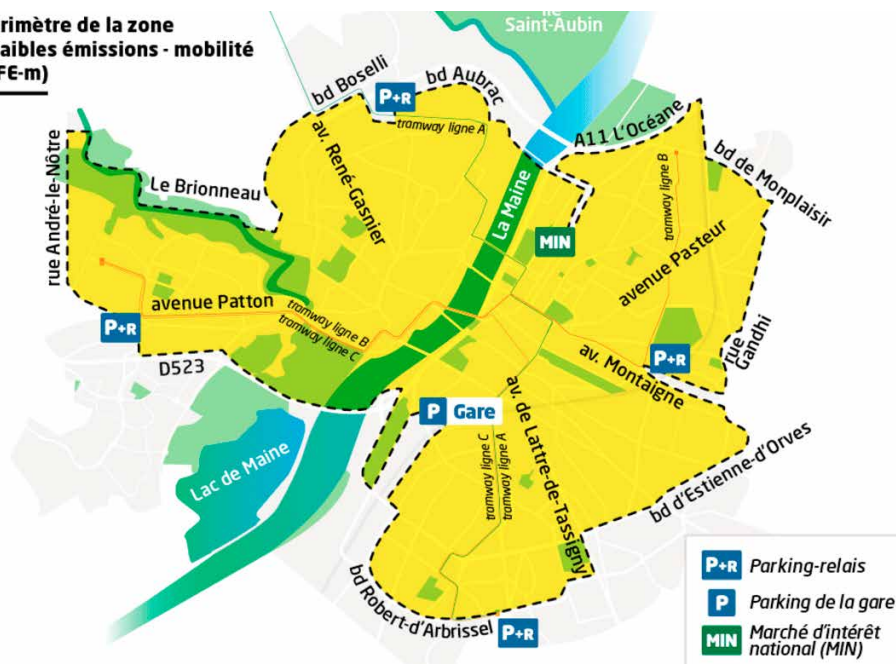 rimètre de la zone
aibles émissions - mobilité
FE-m)
Saint-Aubin
bd Boselli
bd Aubrac
P+R
tramway ligne A
A11 L'Océane
bd de Monplaisir
rue André-le-Nôtre
Le Brionneau
av. René-Gasnier
La Maine
MIN
tramway ligne B
avenue Pasteur
avenue Patton
tramway ligne B
tramway ligne C
P+R
D523
P+R
rue
Gandhi
av. Montaigne
P Gare
av. de Lattre-de-Tassigny
tramway ligne C
tramway ligne A
Lac de Maine
bd d'Estienne-d'Orves
bd Robert-d'Arbrissel
P+R
P+R Parking-relais
P Parking de la gare
MIN Marché d'intérêt
national (MIN)